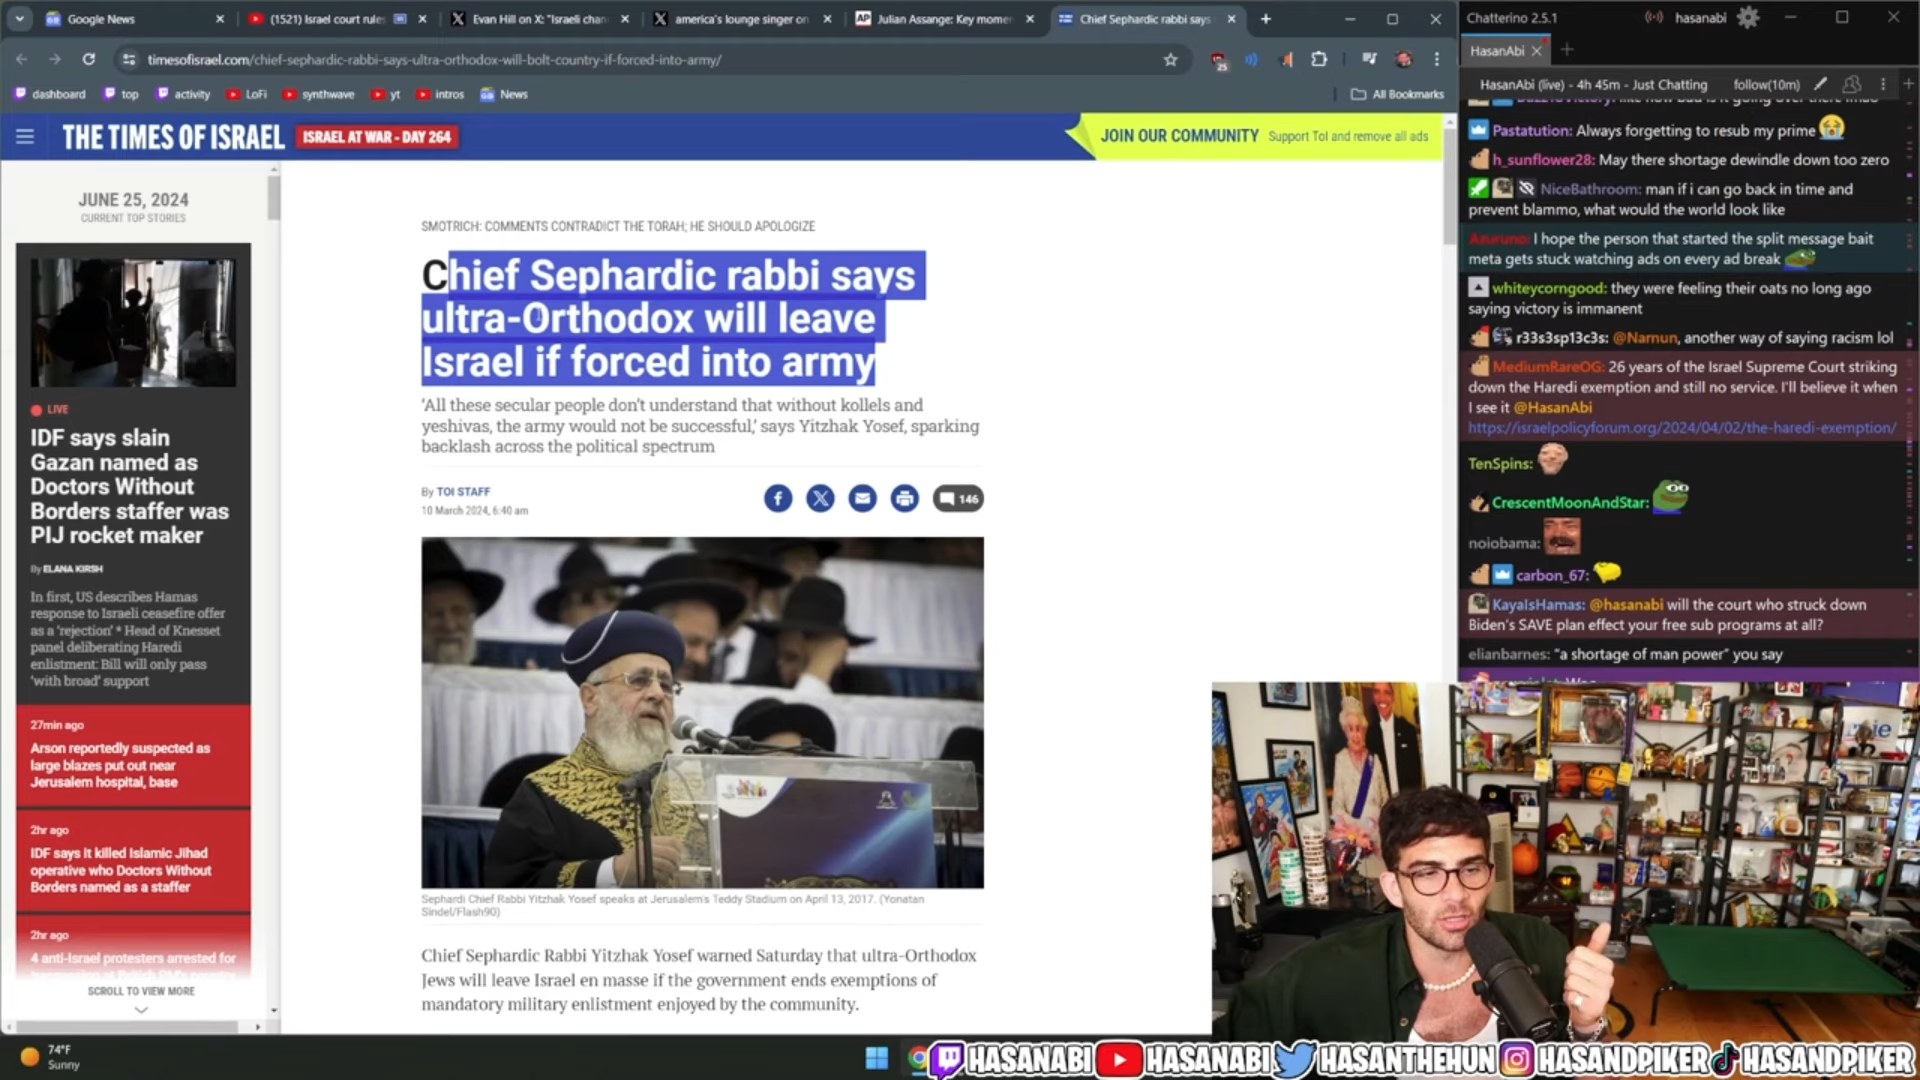 Google News
(1521) Israel court rules
Evan Hill on X: "Israeli chan
america's lounge singer on
AP
Julian Assange: Key momen
Chief Sephardic rabbi says
timesofisrael.com/chief-sephardic-rabbi-says-ultra-orthodox-will-bolt-country-if-forced-into-army/
25
dashboard
top
activity
LoFi
synthwave
yt
intros
News
All Bookmarks
THE TIMES OF ISRAEL
ISRAEL AT WAR - DAY 264
JOIN OUR COMMUNITY Support ToI and remove all ads
JUNE 25, 2024
CURRENT TOP STORIES
LIVE
IDF says slain
Gazan named as
Doctors Without
Borders staffer was
PIJ rocket maker
By ELANA KIRSH
In first, US describes Hamas
response to Israeli ceasefire offer
as a 'rejection' * Head of Knesset
panel deliberating Haredi
enlistment: Bill will only pass
'with broad' support
27min ago
Arson reportedly suspected as
large blazes put out near
Jerusalem hospital, base
2hr ago
IDF says it killed Islamic Jihad
operative who Doctors Without
Borders named as a staffer
2hr ago
4 anti-Israel protesters arrested for
SCROLL TO VIEW MORE
SMOTRICH: COMMENTS CONTRADICT THE TORAH; HE SHOULD APOLOGIZE
Chief Sephardic rabbi says
ultra-Orthodox will leave
Israel if forced into army
'All these secular people don't understand that without kollels and
yeshivas, the army would not be successful,' says Yitzhak Yosef, sparking
backlash across the political spectrum
By TOI STAFF
10 March 2024, 6:40 am
146
Sephardi Chief Rabbi Yitzhak Yosef speaks at Jerusalem's Teddy Stadium on April 13, 2017. (Yonatan
Sindel/Flash90)
Chief Sephardic Rabbi Yitzhak Yosef warned Saturday that ultra-Orthodox
Jews will leave Israel en masse if the government ends exemptions of
mandatory military enlistment enjoyed by the community.
Chatterino 2.5.1
hasanabi
HasanAbi
HasanAbi (live) - 4h 45m - Just Chatting
follow(10m)
Pastatution: Always forgetting to resub my prime
h_sunflower28: May there shortage dewindle down too zero
NiceBathroom: man if i can go back in time and
prevent blammo, what would the world look like
I hope the person that started the split message bait
meta gets stuck watching ads on every ad break
whiteycorngood: they were feeling their oats no long ago
saying victory is immanent
r33s3sp13c3s: @Narnun, another way of saying racism lol
MediumRareOG: 26 years of the Israel Supreme Court striking
down the Haredi exemption and still no service. I'll believe it when
I see it @HasanAbi
https://israelpolicyforum.org/2024/04/02/the-haredi-exemption/
TenSpins:
CrescentMoonAndStar:
noiobama:
carbon_67:
KayaIsHamas: @hasanabi will the court who struck down
Biden's SAVE plan effect your free sub programs at all?
elianbarnes: "a shortage of man power" you say
74°F
Sunny
HASANABI
HASANABI
HASANTHEHUN
HASANDPIKER
HASANDPIKER